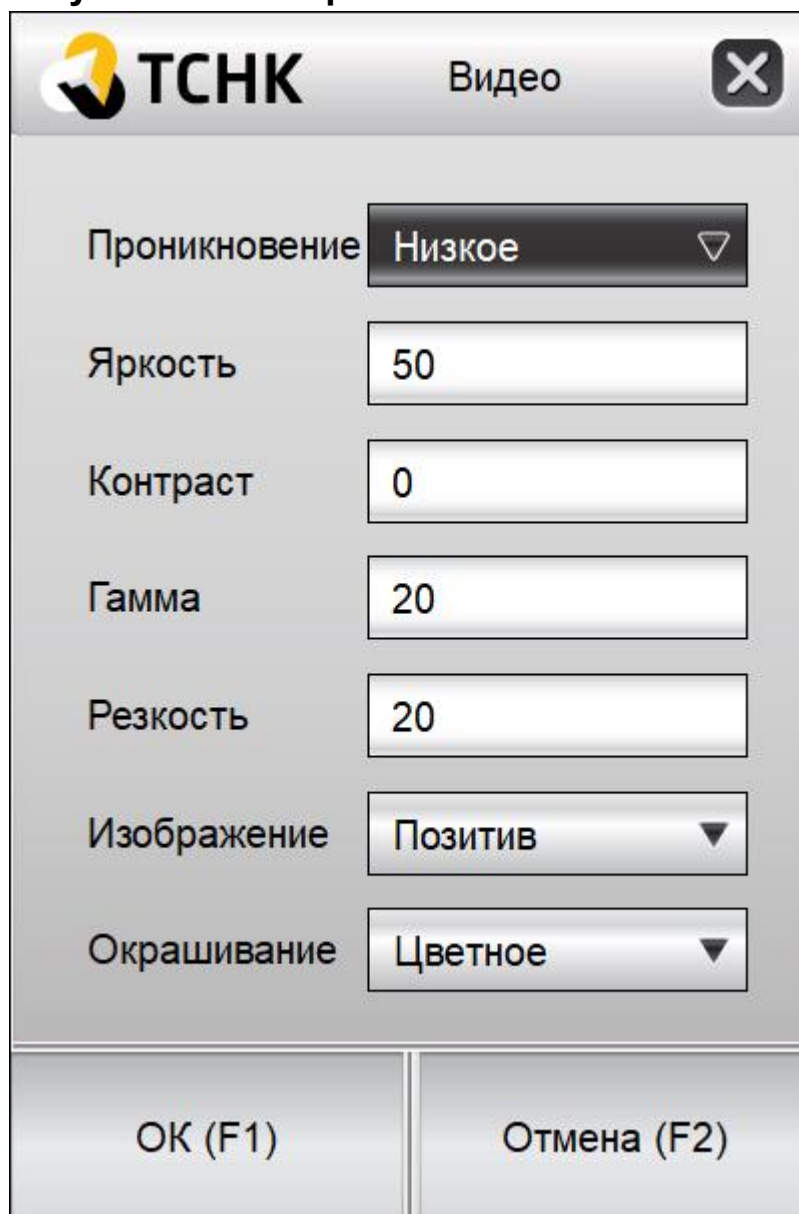 ТСНК Видео
Проникновение Низкое
Яркость 50
Контраст 0
Гамма 20
Резкость 20
Изображение Позитив
Окрашивание Цветное
ОК (F1) Отмена (F2)